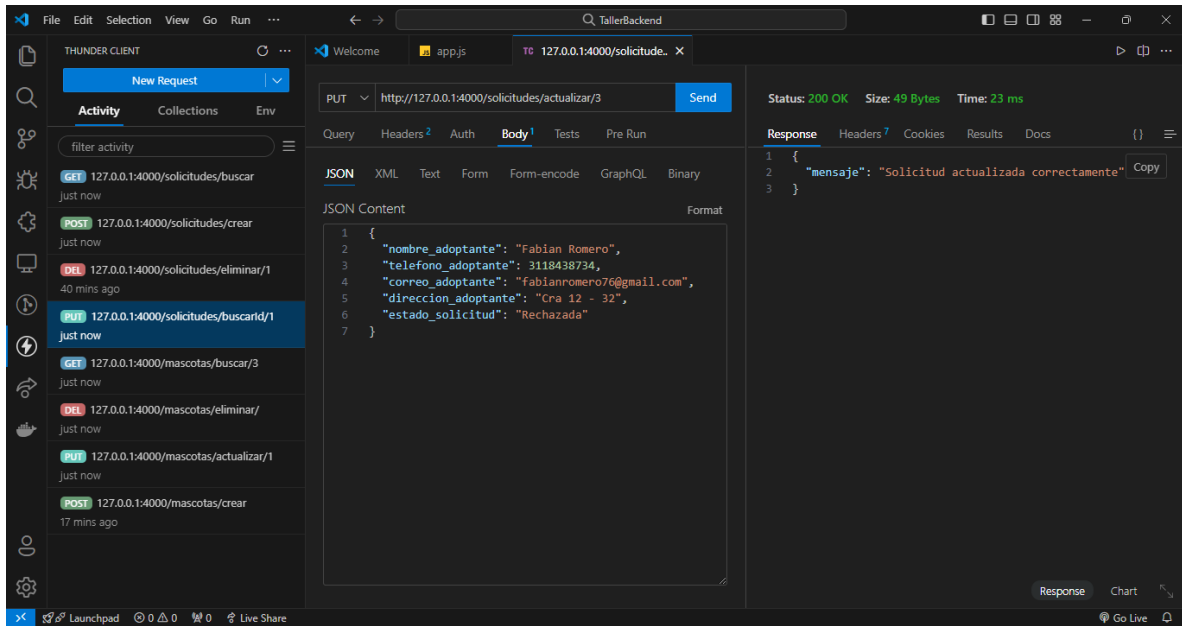 File Edit Selection View Go Run ··· ← → TallerBackend
THUNDER CLIENT ···
New Request
Activity Collections Env
filter activity
GET 127.0.0.1:4000/solicitudes/buscar
just now
POST 127.0.0.1:4000/solicitudes/crear
just now
DEL 127.0.0.1:4000/solicitudes/eliminar/1
40 mins ago
PUT 127.0.0.1:4000/solicitudes/buscarId/1
just now
GET 127.0.0.1:4000/mascotas/buscar/3
just now
DEL 127.0.0.1:4000/mascotas/eliminar/
just now
PUT 127.0.0.1:4000/mascotas/actualizar/1
just now
POST 127.0.0.1:4000/mascotas/crear
17 mins ago
Welcome JS app.js TC 127.0.0.1:4000/solicitude.. ···
PUT http://127.0.0.1:4000/solicitudes/actualizar/3 Send
Query Headers 2 Auth Body 1 Tests Pre Run
JSON XML Text Form Form-encode GraphQL Binary
JSON Content Format
1 {
2 "nombre_adoptante": "Fabian Romero",
3 "telefono_adoptante": 3118438734,
4 "correo_adoptante": "fabianromero76@gmail.com",
5 "direccion_adoptante": "Cra 12 - 32",
6 "estado_solicitud": "Rechazada"
7 }
Status: 200 OK Size: 49 Bytes Time: 23 ms
Response Headers 7 Cookies Results Docs {}
1 {
2 "mensaje": "Solicitud actualizada correctamente"
3 }
Copy
Response Chart
Launchpad 0 0 0 Live Share Go Live